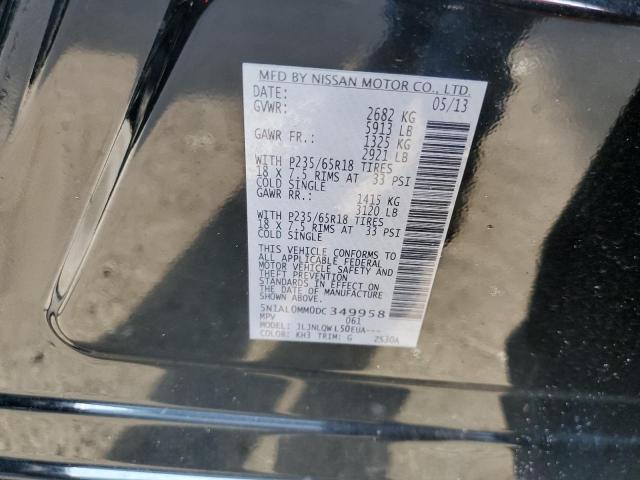 MFD BY NISSAN MOTOR CO., LTD.
DATE: 05/13
GVWR: 2682 KG
5913 LB
GAWR FR.: 1325 KG
2921 LB
WITH P235/65R18 TIRES
18 X 7.5 RIMS AT 33 PSI
COLD SINGLE
GAWR RR.: 1415 KG
3120 LB
WITH P235/65R18 TIRES
18 X 7.5 RIMS AT 33 PSI
COLD SINGLE
THIS VEHICLE CONFORMS TO
ALL APPLICABLE FEDERAL
MOTOR VEHICLE SAFETY AND
THEFT PREVENTION
STANDARDS IN EFFECT ON
THE DATE OF MANUFACTURE
SHOWN ABOVE.
5N1AL0MM0DC349958
MPV 061
JLJNLQWL50EUA---
COLOR: KH3 TRIM: G 2S30A